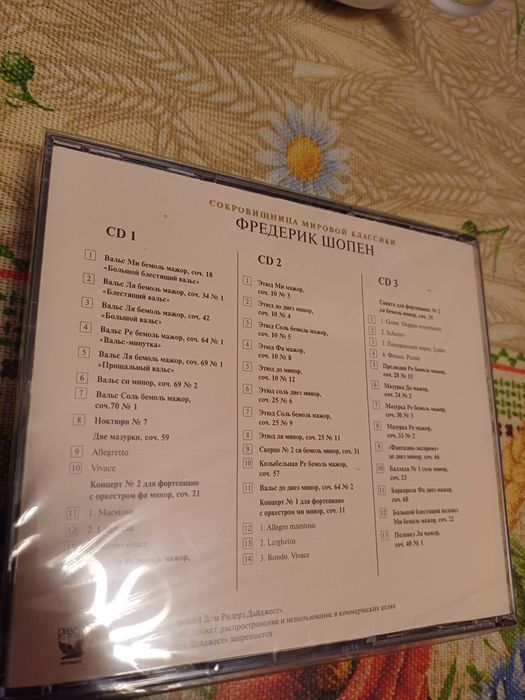 СОКРОВИЩНИЦА МИРОВОЙ КЛАССИКИ
ФРЕДЕРИК ШОПЕН
CD 1
1 Вальс Ми бемоль мажор, соч. 18
«Большой блестящий вальс»
2 Вальс Ля бемоль мажор, соч. 34 № 1
«Блестящий вальс»
3 Вальс Ля бемоль мажор, соч. 42
«Большой вальс»
4 Вальс Ре бемоль мажор, соч. 64 № 1
«Вальс-минутка»
5 Вальс Ля бемоль мажор, соч. 69 № 1
«Прощальный вальс»
6 Вальс си минор, соч. 69 № 2
7 Вальс Соль бемоль мажор,
соч.70 № 1
8 Ноктюрн № 7
Две мазурки, соч. 59
9 Allegretto
10 Vivace
Концерт № 2 для фортепиано
с оркестром фа минор, соч. 21
11 1. Maestoso
12 2. Larghetto
vivace
Ре бемоль мажор,
CD 2
1 Этюд Ми мажор,
соч. 10 № 3
2 Этюд до диез минор,
соч. 10 № 4
3 Этюд Соль бемоль мажор,
соч. 10 № 5
4 Этюд Фа мажор,
соч. 10 № 8
5 Этюд до минор,
соч. 10 № 12
6 Этюд соль диез минор,
соч. 25 № 6
7 Этюд Соль бемоль мажор,
соч. 25 № 9
8 Этюд ля минор, соч. 25 № 11
9 Скерцо № 2 си бемоль минор, соч. 31
10 Колыбельная Ре бемоль мажор,
соч. 57
11 Вальс до диез минор, соч. 64 № 2
Концерт № 1 для фортепиано
с оркестром ми минор, соч. 11
12 1. Allegro maestoso
13 2. Larghetto
14 3. Rondo. Vivace
CD 3
Соната для фортепиано № 2
си бемоль минор, соч. 35
1 1. Grave. Doppio movimento
2 2. Scherzo
3 3. Похоронный марш. Lento
4 4. Финал. Presto
5 Прелюдия Ре бемоль мажор,
соч. 28 № 15
6 Мазурка До мажор,
соч. 24 № 2
7 Мазурка Ре бемоль мажор,
соч. 30 № 3
8 Мазурка Ре мажор,
соч. 33 № 2
9 «Фантазия-экспромт»
до диез минор, соч. 66
10 Баллада № 1 соль минор,
соч. 23
11 Баркарола Фа диез мажор,
соч. 60
12 Большой блестящий полонез
Ми бемоль мажор, соч. 22
13 Полонез Ля мажор,
соч. 40 № 1
Дом Ридерз Дайджест».
прокат, распространение и использование в коммерческих целях
Дайджест» запрещается